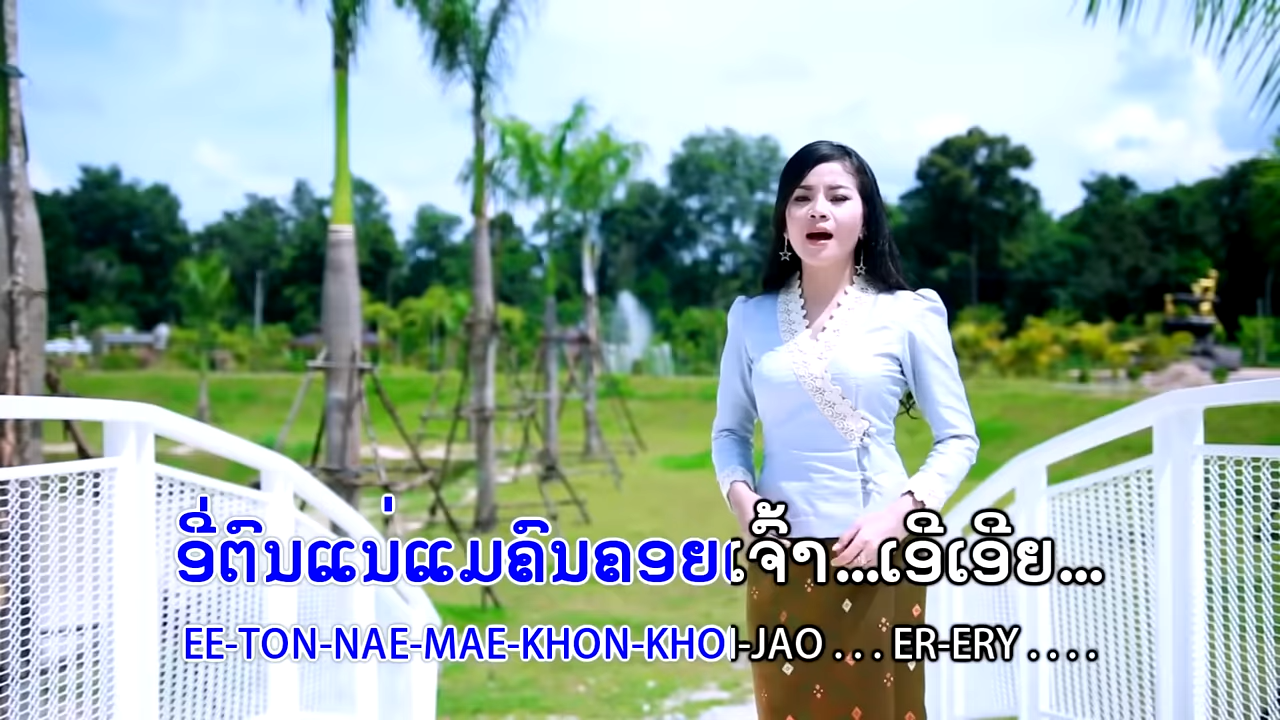 ອີ່ຕົນແນ່ແມຄົນຄອຍເຈົ້າ...ເອີເອີຍ...
EE-TON-NAE-MAE-KHON-KHOI-JAO . . . ER-ERY . . . .